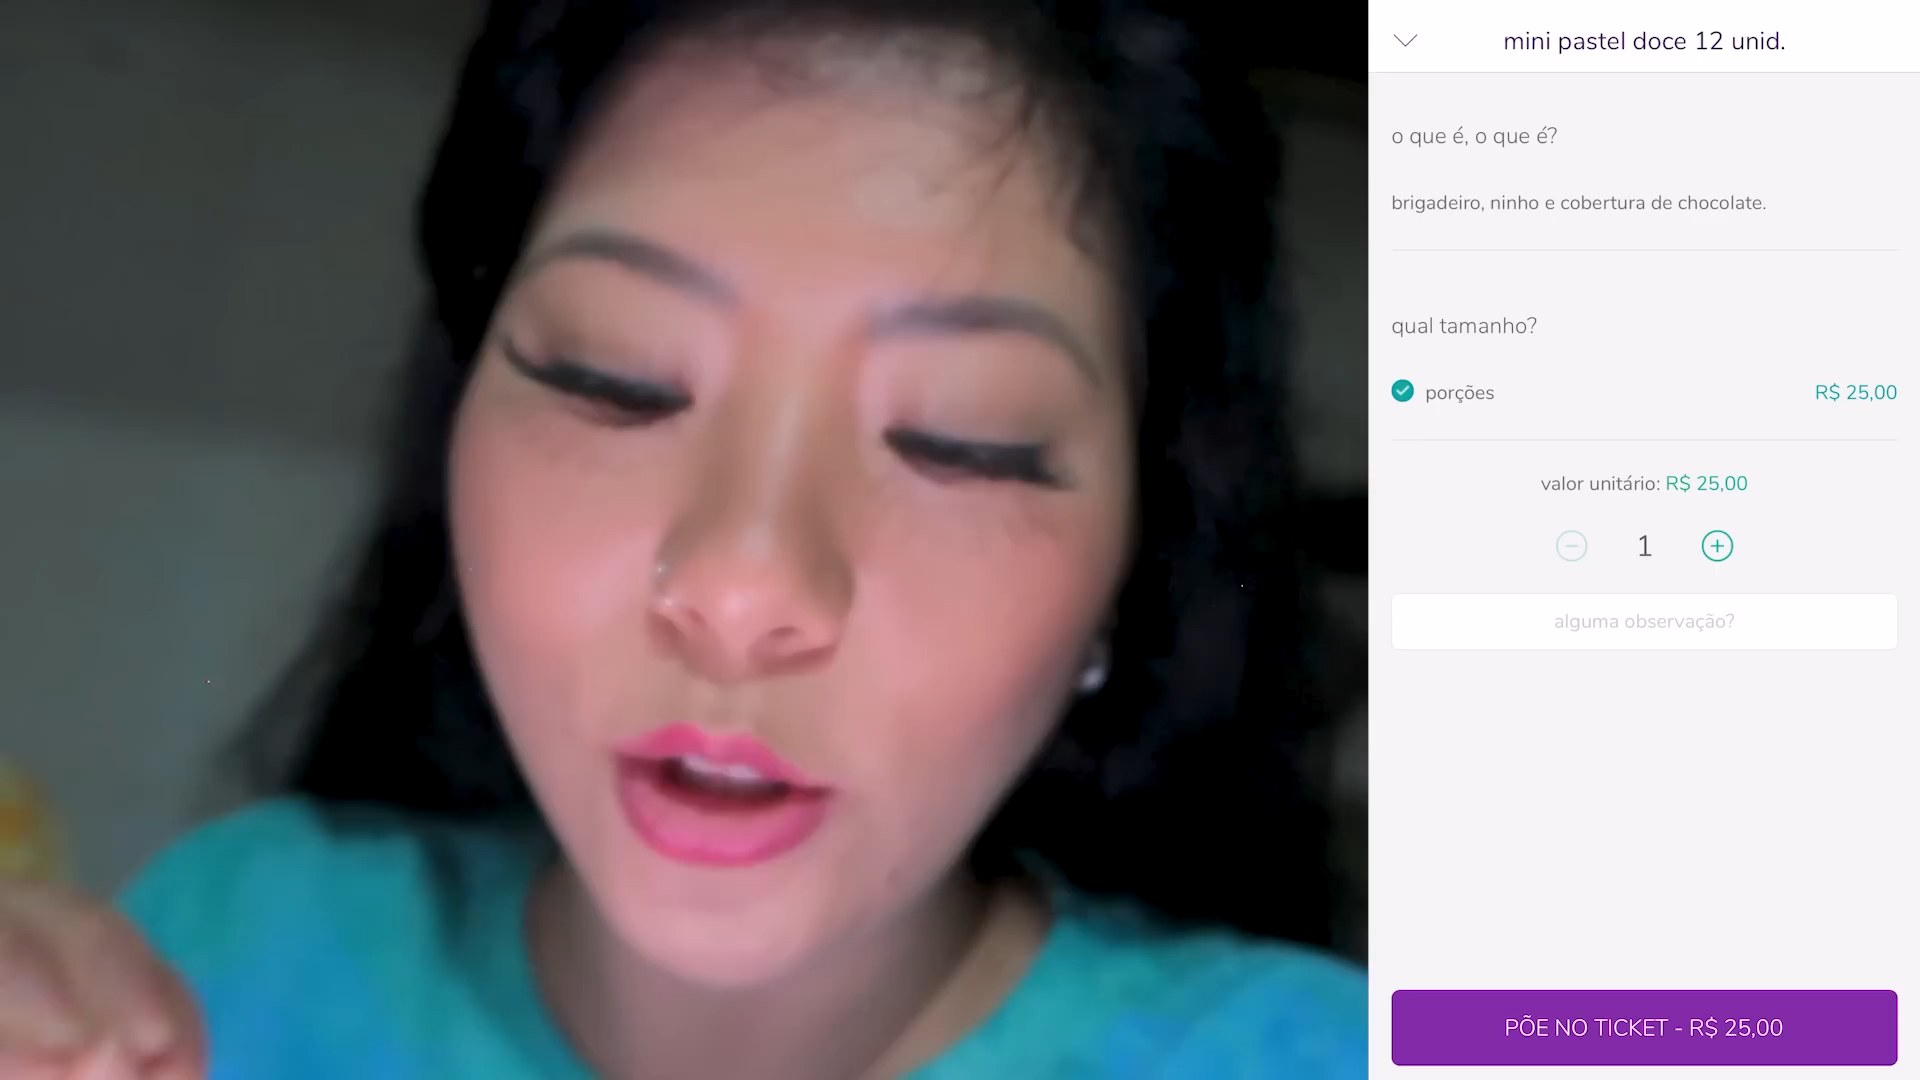 mini pastel doce 12 unid.
o que é, o que é?
brigadeiro, ninho e cobertura de chocolate.
qual tamanho?
porções R$ 25,00
valor unitário: R$ 25,00
1
alguma observação?
PÕE NO TICKET - R$ 25,00